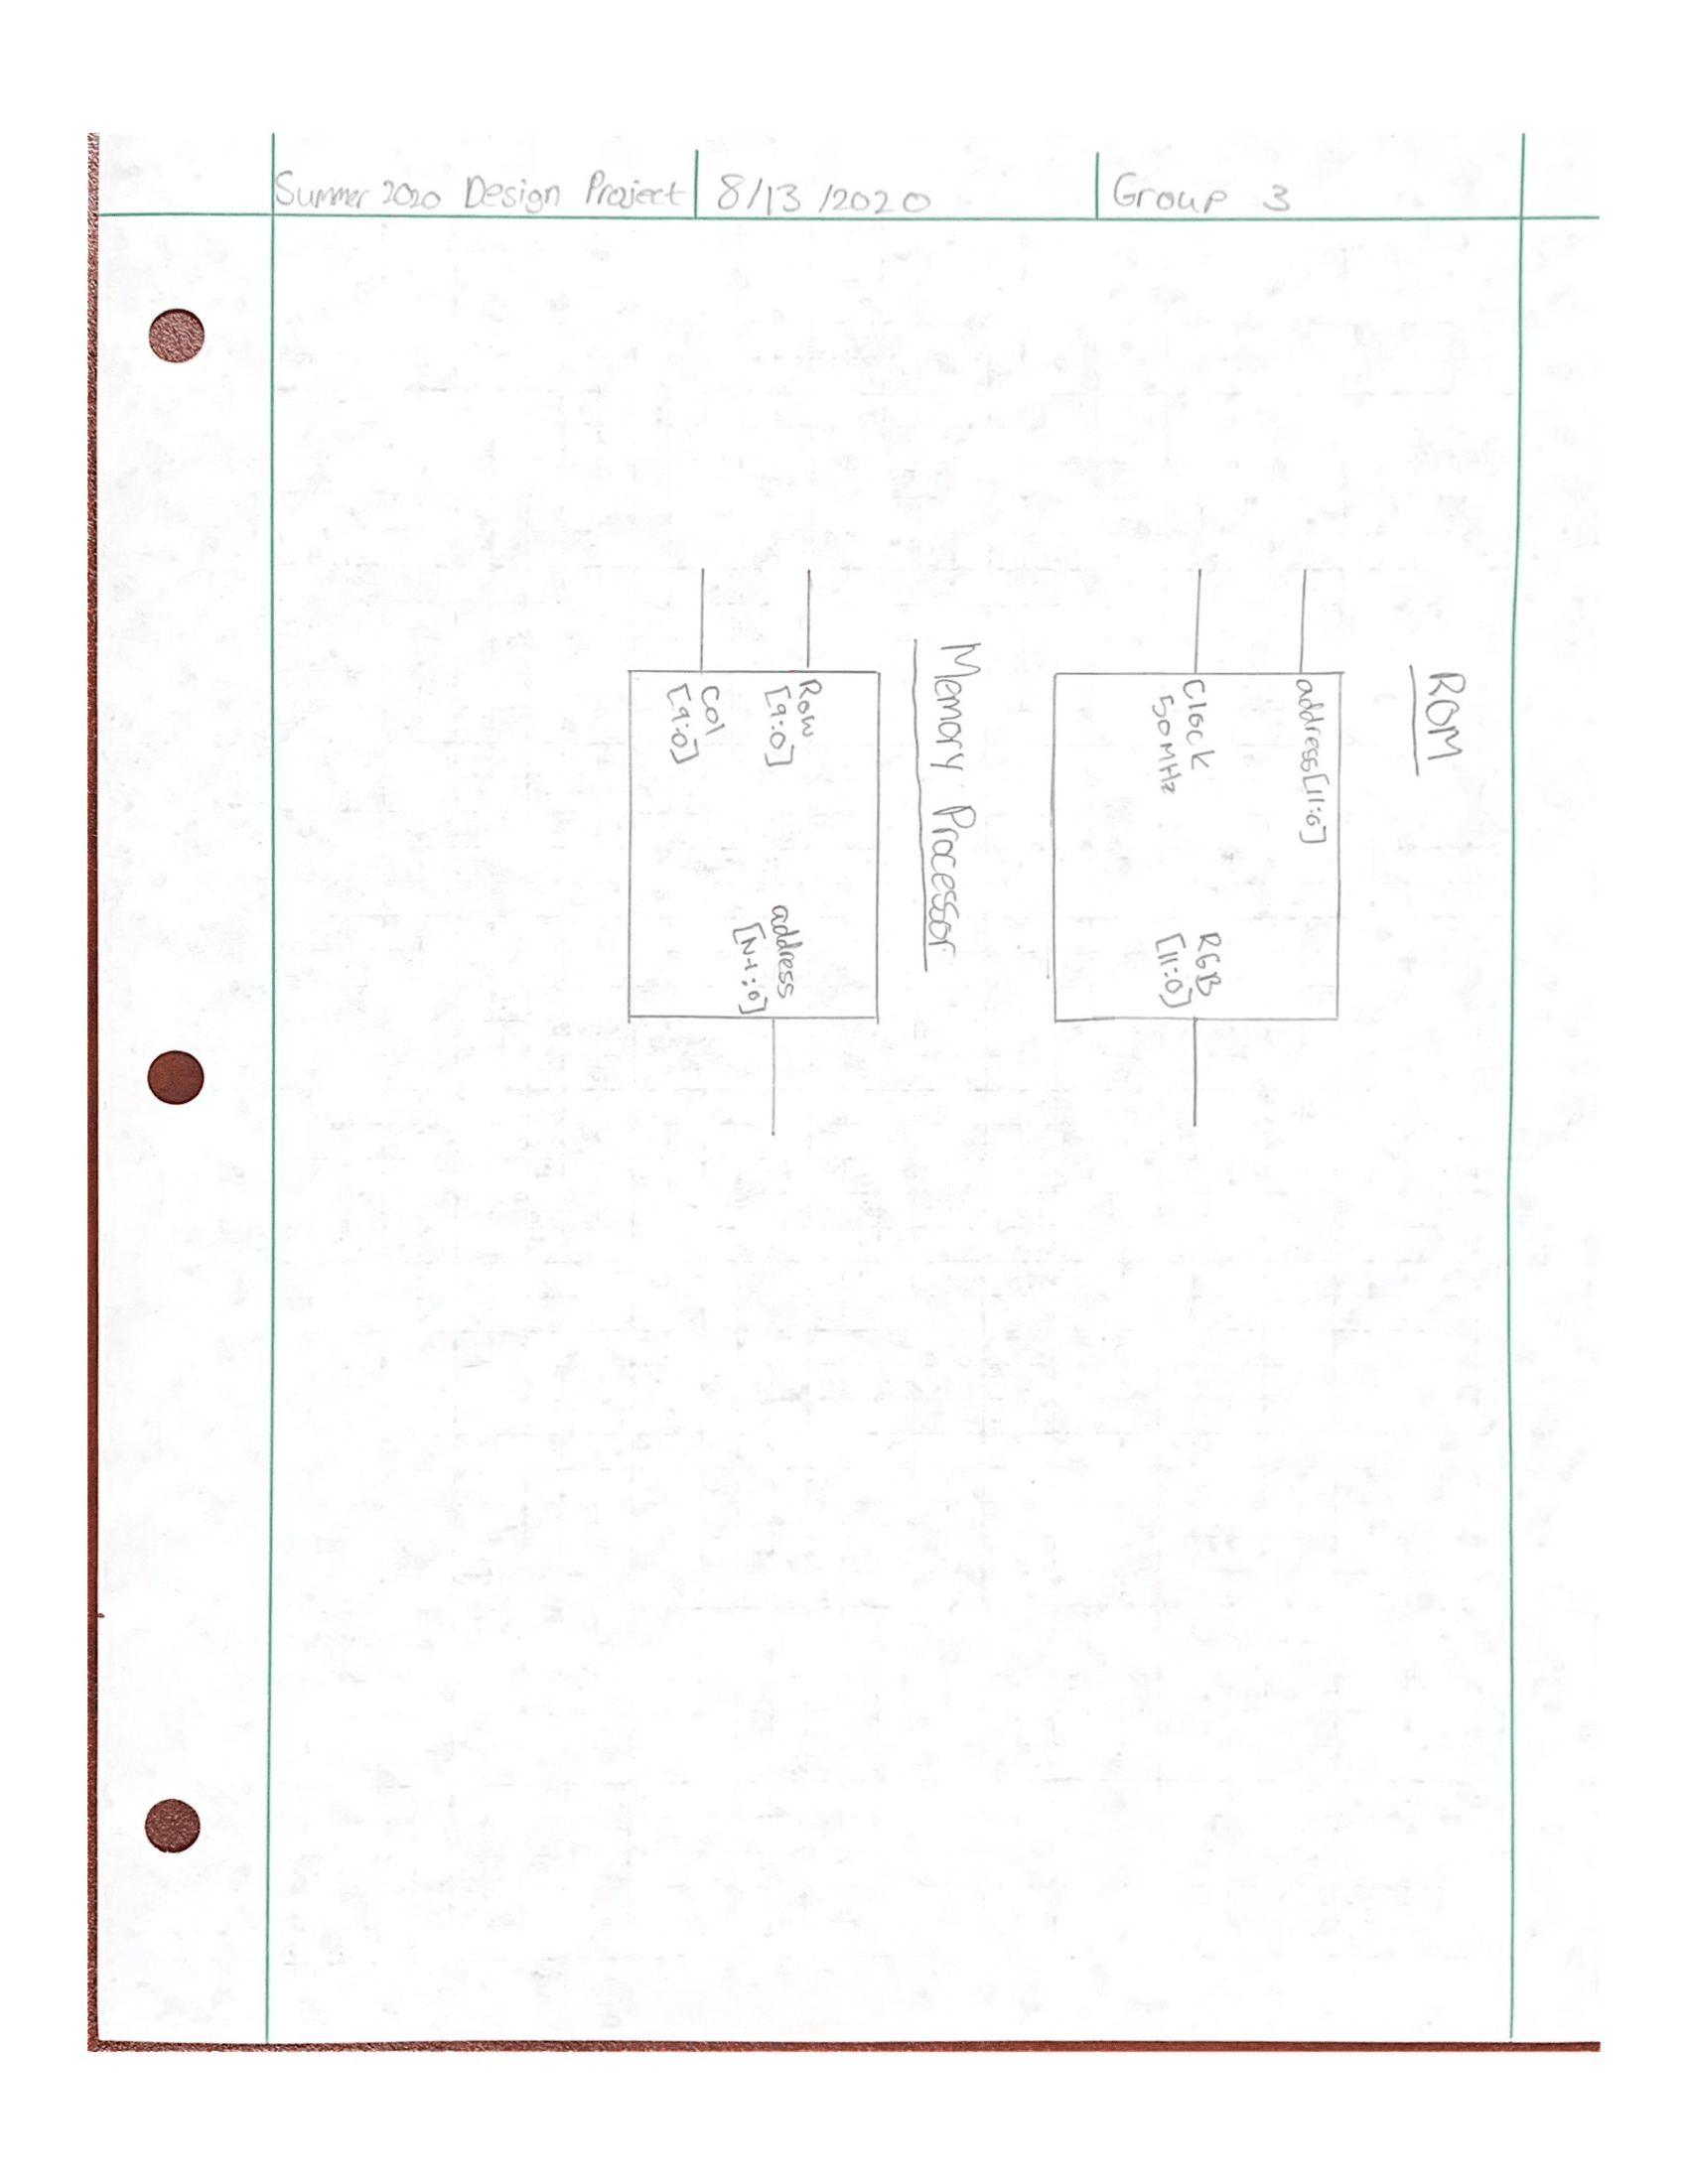 Summer 2020 Design Project 8/13/2020 Group 3
ROM
address[11:0]
Clock
50MHz
RGB
[11:0]
Memory Processor
Row
[9:0]
Col
[9:0]
address
[N-1:0]